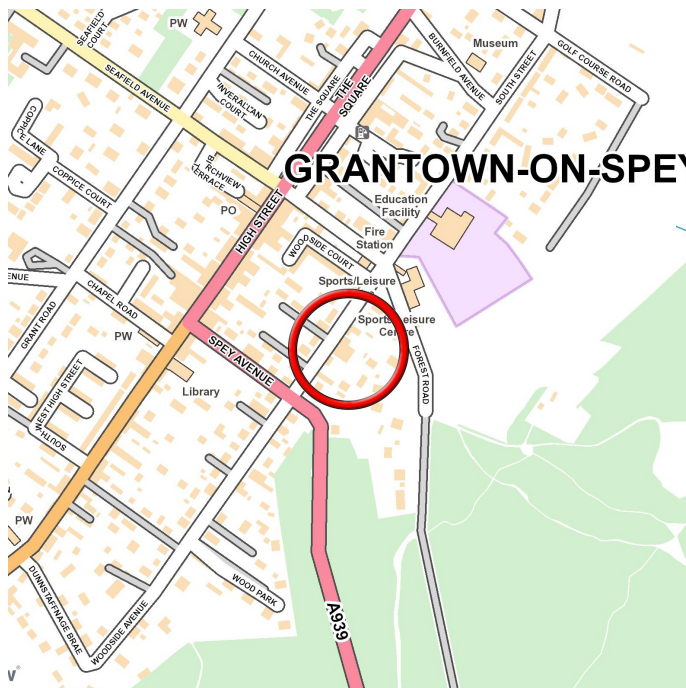 PW
SEAFIELD
COURT
Museum
BURNFIELD AVENUE
GOLF COURSE ROAD
CHURCH AVENUE
SEAFIELD AVENUE
THE SQUARE
THE
SQUARE
SOUTH STREET
INVERALLAN
COURT
COPPICE LANE
GRANTOWN-ON-SPEY
COPPICE COURT
BIRCHVIEW
TERRACE
PO
HIGH STREET
Education
Facility
Fire
Station
WOODSIDE COURT
Sports/Leisure
ENUE
CHAPEL ROAD
GRANT ROAD
PW
Sports/Leisure
Centre
SPEY AVENUE
FOREST ROAD
Library
WEST HIGH STREET
SOUTH
PW
DUNNSTAFFNAGE BRAE
WOODSIDE AVENUE
WOOD PARK
A939